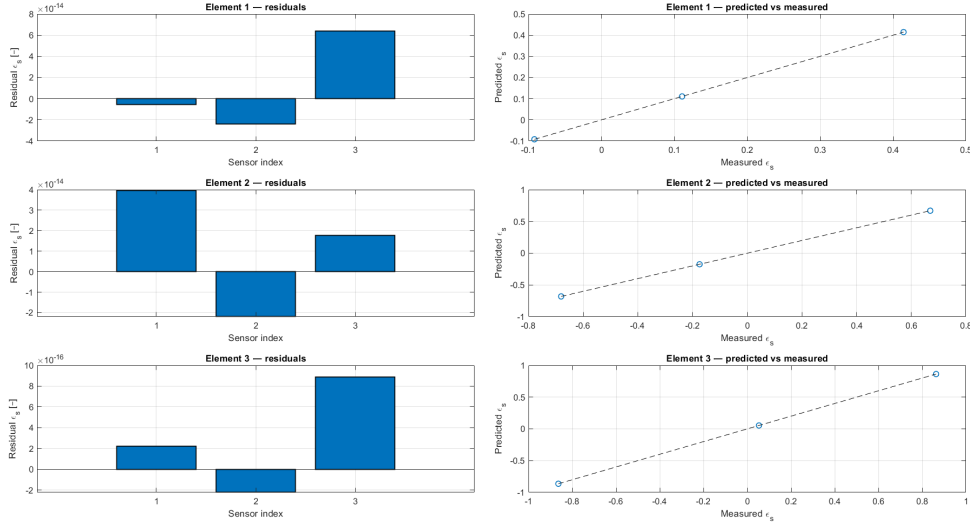 Element 1 — residuals
×10⁻¹⁴
Residual ε_s [-]
8
6
4
2
0
-2
-4
1 2 3
Sensor index
Element 1 — predicted vs measured
Predicted ε_s
0.5
0.4
0.3
0.2
0.1
0
-0.1
-0.1 0 0.1 0.2 0.3 0.4 0.5
Measured ε_s
Element 2 — residuals
×10⁻¹⁴
Residual ε_s [-]
4
3
2
1
0
-1
-2
1 2 3
Sensor index
Element 2 — predicted vs measured
Predicted ε_s
1
0.5
0
-0.5
-1
-0.8 -0.6 -0.4 -0.2 0 0.2 0.4 0.6 0.8
Measured ε_s
Element 3 — residuals
×10⁻¹⁶
Residual ε_s [-]
10
8
6
4
2
0
-2
1 2 3
Sensor index
Element 3 — predicted vs measured
Predicted ε_s
1
0.5
0
-0.5
-1
-1 -0.8 -0.6 -0.4 -0.2 0 0.2 0.4 0.6 0.8 1
Measured ε_s